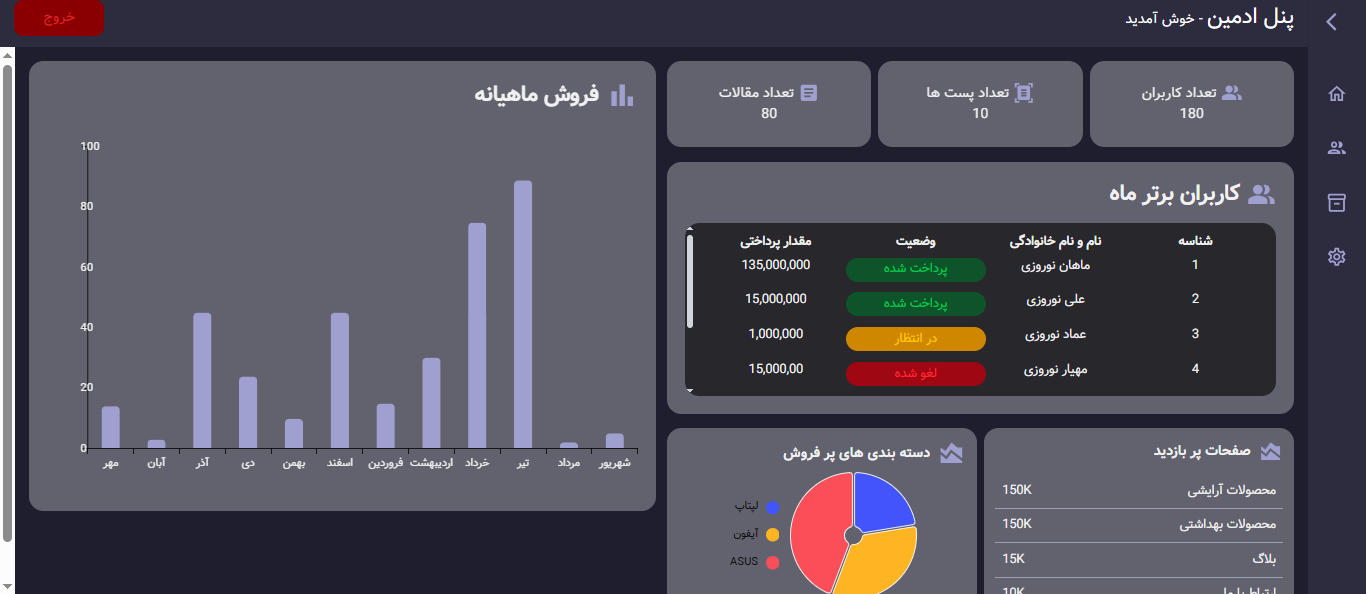 پنل ادمین - خوش آمدید
خروج
تعداد کاربران
180
تعداد پست ها
10
تعداد مقالات
80
کاربران برتر ماه
شناسه نام و نام خانوادگی وضعیت مقدار پرداختی
1 ماهان نوروزی پرداخت شده 135,000,000
2 علی نوروزی پرداخت شده 15,000,000
3 عماد نوروزی در انتظار 1,000,000
4 مهیار نوروزی لغو شده 15,000,00
صفحات پر بازدید
محصولات آرایشی 150K
محصولات بهداشتی 150K
بلاگ 15K
ارتباط با ما 10K
دسته بندی های پر فروش
لپتاپ
آیفون
ASUS
فروش ماهیانه
100
80
60
40
20
0
مهر آبان آذر دی بهمن اسفند فروردین اردیبهشت خرداد تیر مرداد شهریور